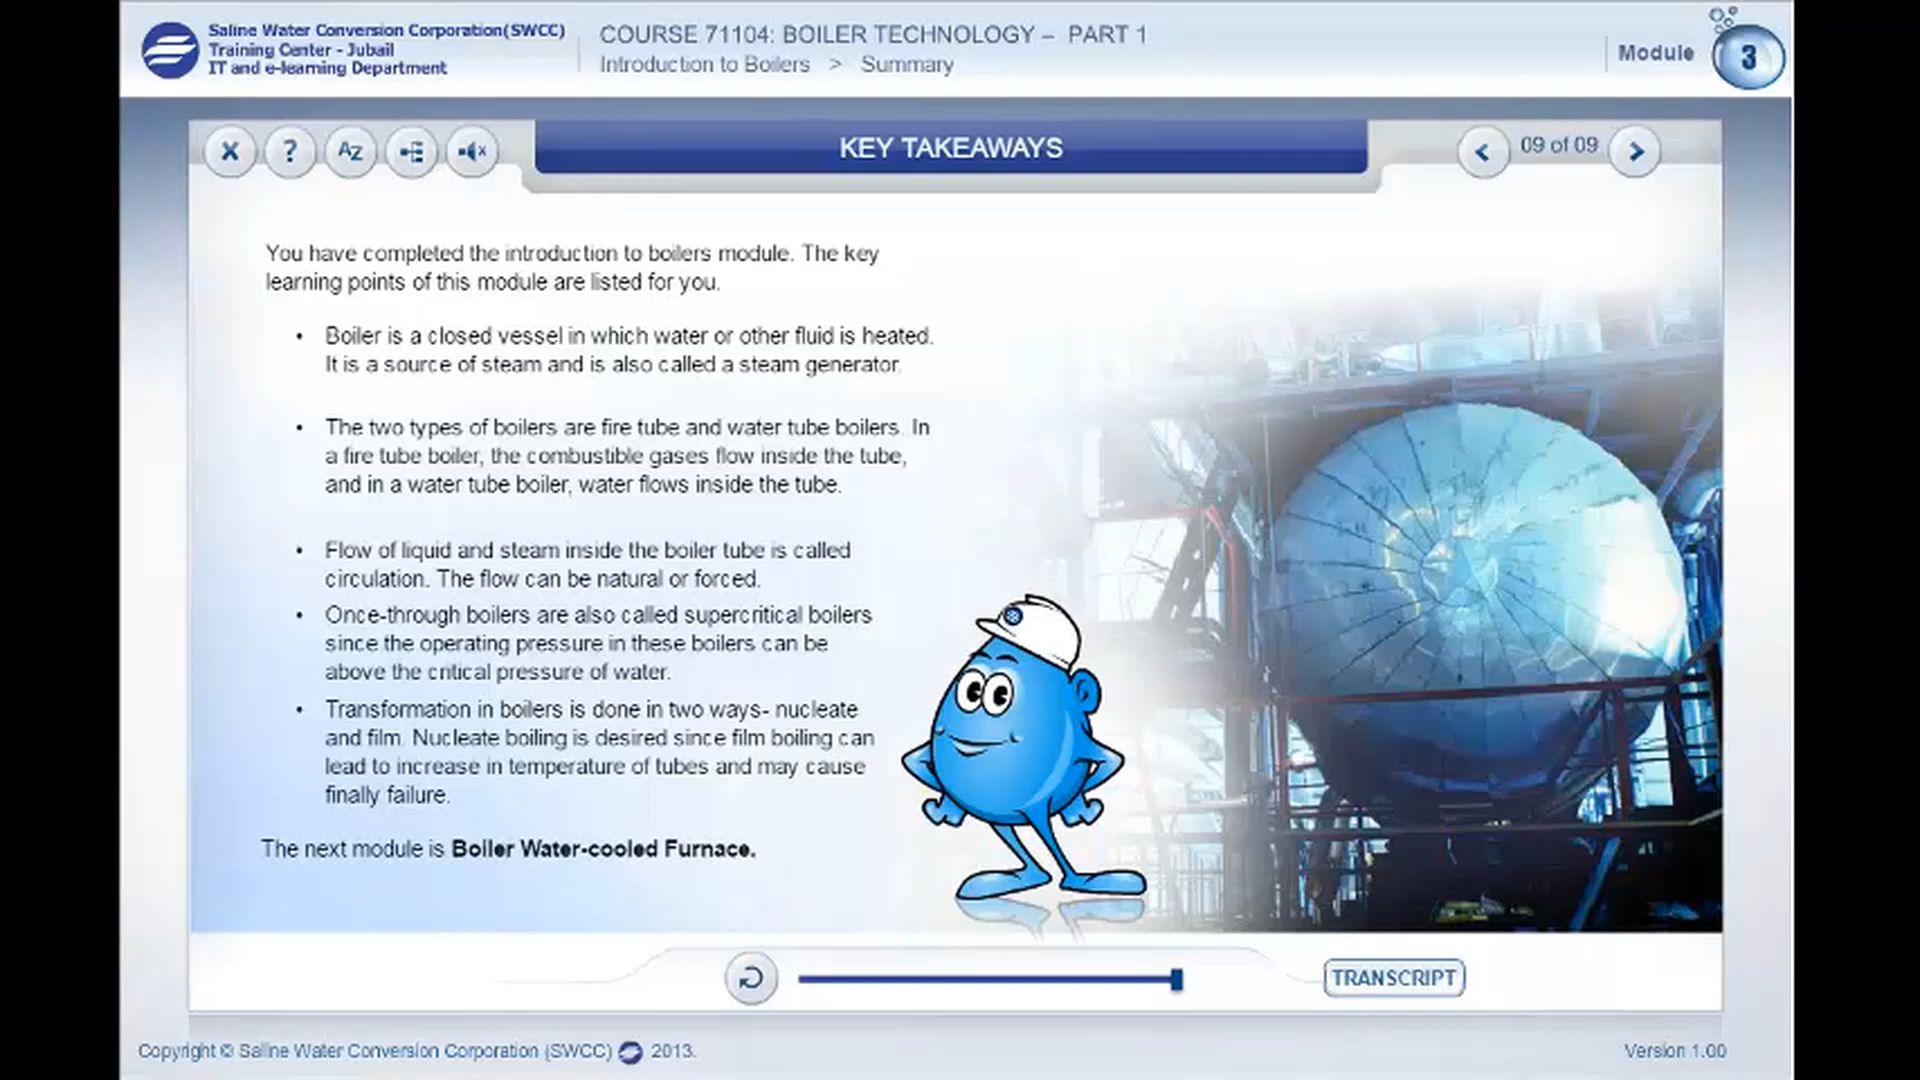 Saline Water Conversion Corporation(SWCC)
Training Center - Jubail
IT and e-learning Department
COURSE 71104: BOILER TECHNOLOGY – PART 1
Introduction to Boilers > Summary
Module 3
? AZ
KEY TAKEAWAYS
09 of 09
You have completed the introduction to boilers module. The key
learning points of this module are listed for you.
• Boiler is a closed vessel in which water or other fluid is heated.
It is a source of steam and is also called a steam generator.
• The two types of boilers are fire tube and water tube boilers. In
a fire tube boiler, the combustible gases flow inside the tube,
and in a water tube boiler, water flows inside the tube.
• Flow of liquid and steam inside the boiler tube is called
circulation. The flow can be natural or forced.
• Once-through boilers are also called supercritical boilers
since the operating pressure in these boilers can be
above the critical pressure of water.
• Transformation in boilers is done in two ways- nucleate
and film. Nucleate boiling is desired since film boiling can
lead to increase in temperature of tubes and may cause
finally failure.
The next module is Boiler Water-cooled Furnace.
TRANSCRIPT
Copyright © Saline Water Conversion Corporation (SWCC) 2013.
Version 1.00